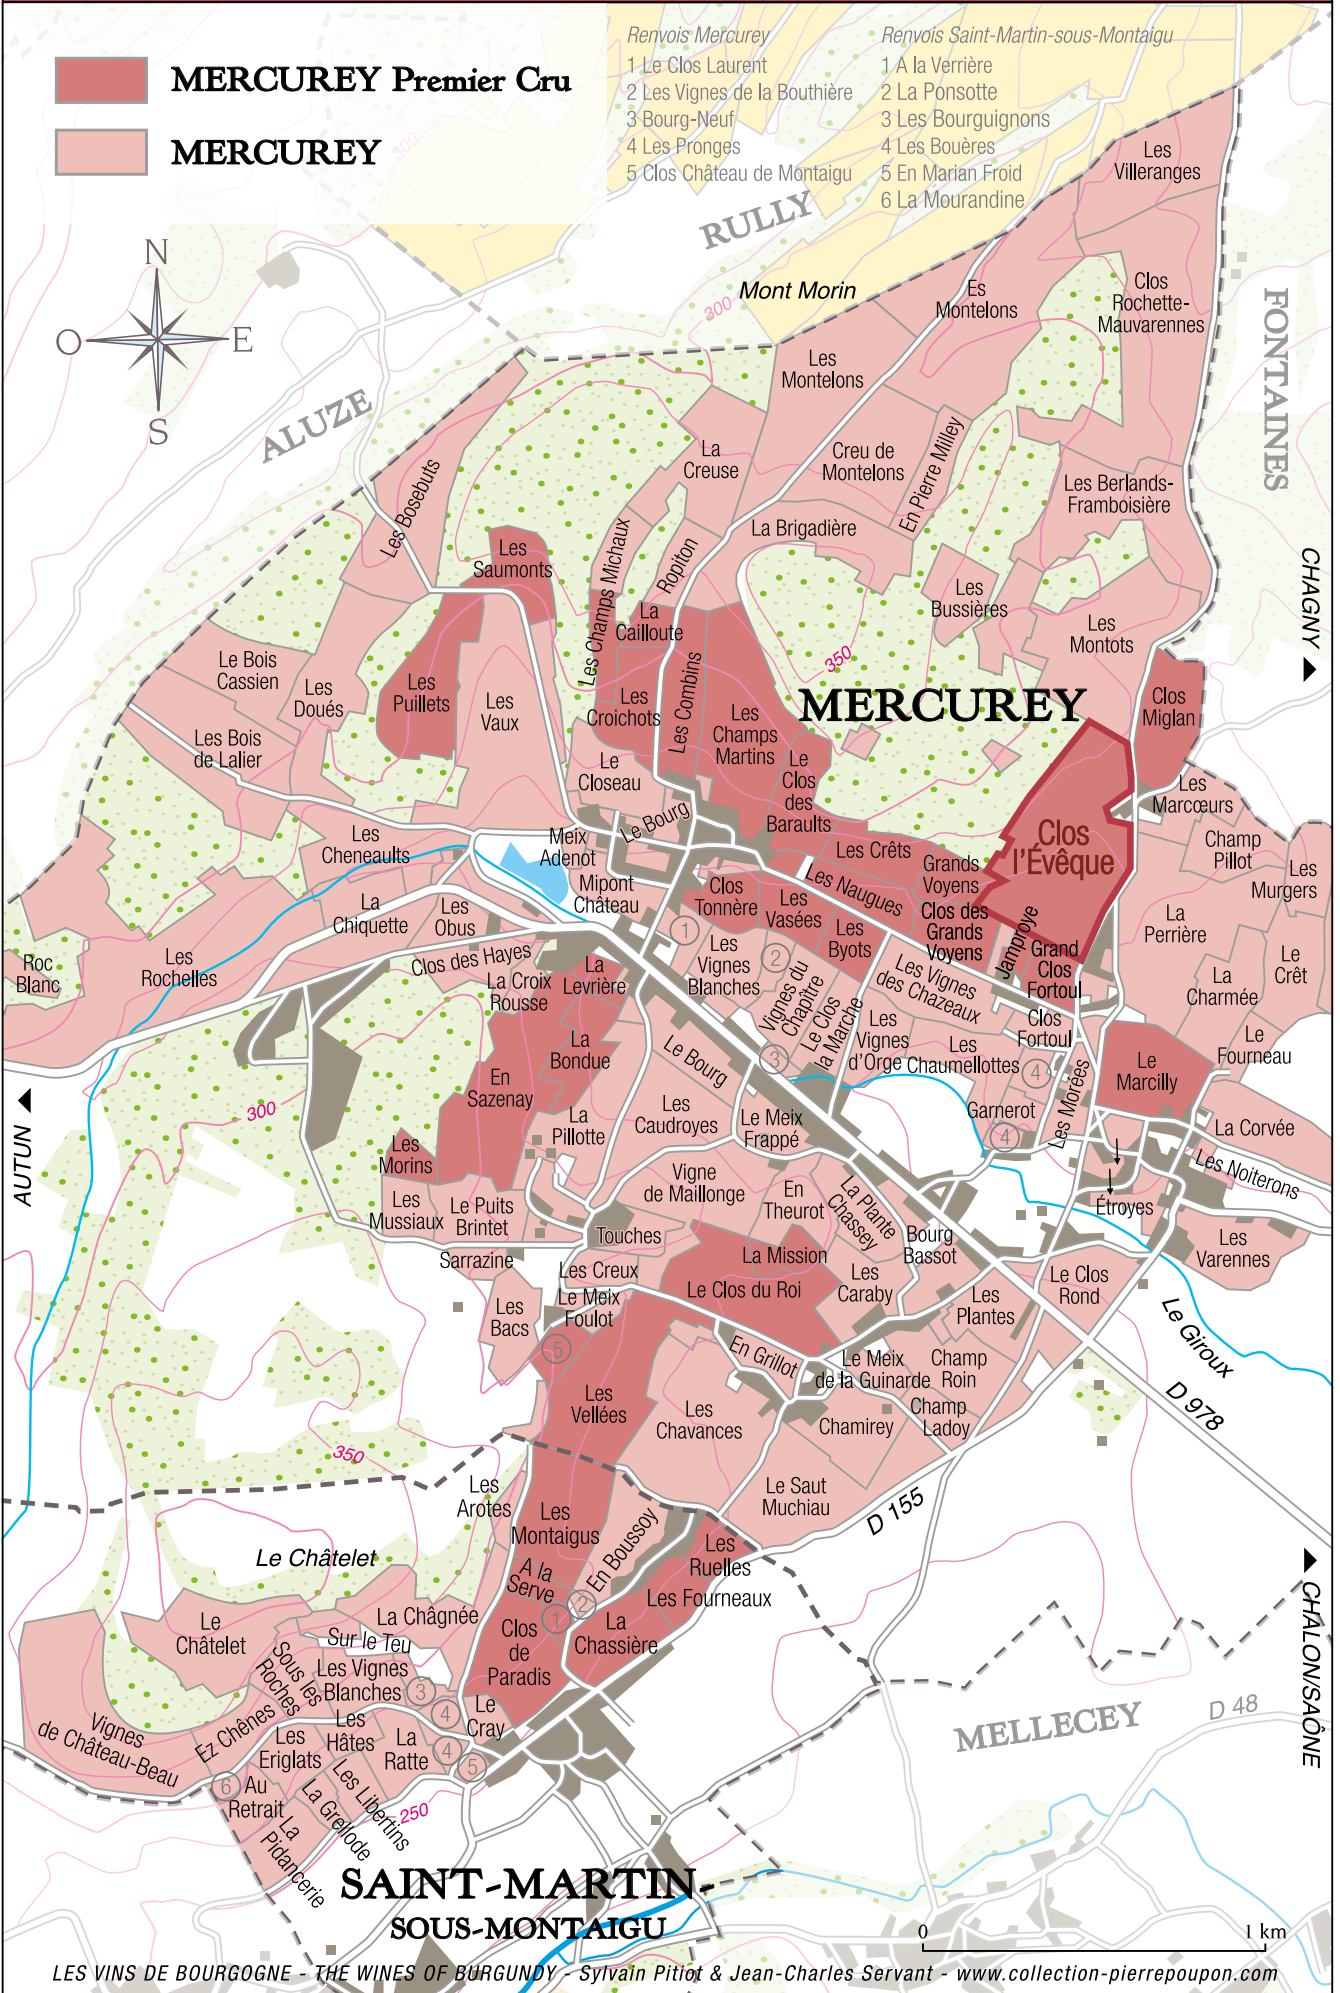 MERCUREY Premier Cru
MERCUREY
Renvois Mercurey
1 Le Clos Laurent
2 Les Vignes de la Bouthière
3 Bourg-Neuf
4 Les Pronges
5 Clos Château de Montaigu
Renvois Saint-Martin-sous-Montaigu
1 A la Verrière
2 La Ponsotte
3 Les Bourguignons
4 Les Bouères
5 En Marian Froid
6 La Mourandine
N
O
E
S
300
RULLY
ALUZE
FONTAINES
Mont Morin
300
Les
Villeranges
Es
Montelons
Clos
Rochette-
Mauvarennes
Les
Montelons
La
Creuse
Creu de
Montelons
En Pierre Milley
Les Berlands-
Framboisière
Les Bosebuts
La Brigadière
Les
Saumonts
Les Champs Michaux
Ropiton
Les
Bussières
CHAGNY
La
Cailloute
Les
Montots
350
Le Bois
Cassien
Les
Doués
Les
Puillets
Les
Vaux
Les
Croichots
Les Combins
Les
Champs
Martins
MERCUREY
Clos
Miglan
Les Bois
de Lalier
Le
Closeau
Le
Clos
des
Baraults
Les
Marcœurs
Le Bourg
Clos
l'Évêque
Champ
Pillot
Les
Murgers
Les
Cheneaults
Meix
Adenot
Les Crêts
Grands
Voyens
Mipont
Château
Clos
Tonnère
Les
Vasées
Les Naugues
La
Chiquette
Les
Obus
Les
Byots
Clos des
Grands
Voyens
Jamproye
La
Perrière
1
2
Roc
Blanc
Les
Rochelles
Clos des Hayes
La Croix
Rousse
La
Levrière
Les
Vignes
Blanches
Vignes du
Chapître
Le Clos
la Marche
Les Vignes
des Chazeaux
Grand
Clos
Fortoul
La
Charmée
Le
Crêt
Clos
Fortoul
Les
Vignes
d'Orge
Les
Chaumellottes
La
Bondue
Le Bourg
3
4
Le
Fourneau
Le
Marcilly
En
Sazenay
300
AUTUN
La
Pillotte
Les
Caudroyes
Le Meix
Frappé
Garnerot
4
Les Morées
La Corvée
Les Noiterons
Les
Morins
Vigne
de Maillonge
En
Theurot
La Plante
Chassey
Étroyes
Les
Mussiaux
Le Puits
Brintet
Touches
La Mission
Bourg
Bassot
Les
Varennes
Sarrazine
Les Creux
Le Clos du Roi
Les
Caraby
Le Clos
Rond
Les
Bacs
Le Meix
Foulot
5
Les
Plantes
Le Giroux
En Grillot
Le Meix
de la Guinarde
Champ
Roin
Les
Vellées
Les
Chavances
Chamirey
Champ
Ladoy
D 978
350
Les
Arotes
Le Saut
Muchiau
D 155
Les
Montaigus
En Boussoy
Les
Ruelles
Le Châtelet
A la
Serve
Les Fourneaux
1
2
CHALON/SAÔNE
Le
Châtelet
La Châgnée
Clos
de
Paradis
La
Chassière
Sur le Teu
Sous les
Roches
Les Vignes
Blanches
3
4
Le
Cray
Vignes
de Château-Beau
Ez Chênes
Les
Eriglats
Les
Hâtes
La
Ratte
4
5
6
Au
Retrait
La
Pidancerie
La Grellode
Les Libertins
250
MELLECEY
D 48
SAINT-MARTIN-
SOUS-MONTAIGU
0
1 km
LES VINS DE BOURGOGNE - THE WINES OF BURGUNDY - Sylvain Pitiot & Jean-Charles Servant - www.collection-pierrepoupon.com